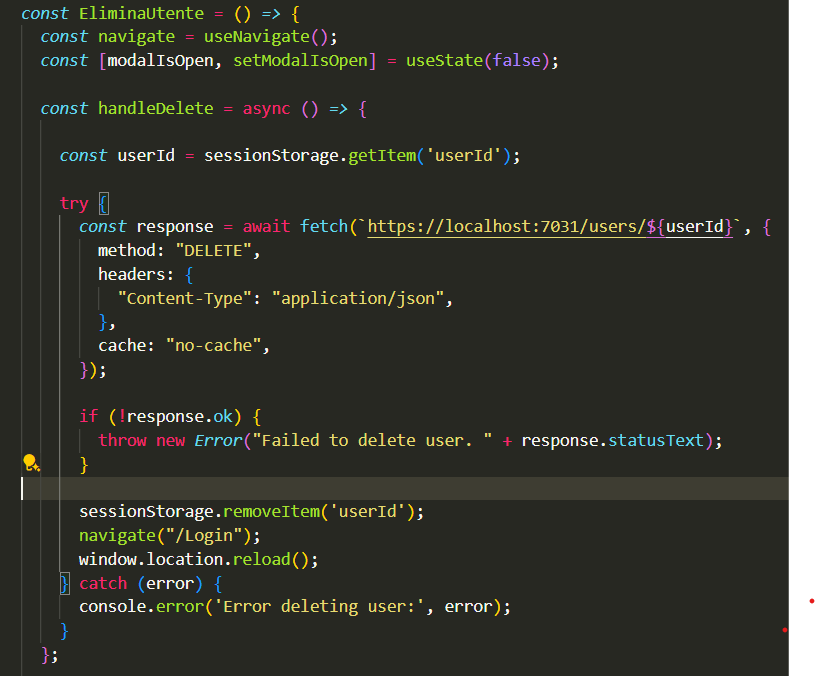 const EliminaUtente = () => {
const navigate = useNavigate();
const [modalIsOpen, setModalIsOpen] = useState(false);
const handleDelete = async () => {
const userId = sessionStorage.getItem('userId');
try {
const response = await fetch(`https://localhost:7031/users/${userId}`, {
method: "DELETE",
headers: {
"Content-Type": "application/json",
},
cache: "no-cache",
});
if (!response.ok) {
throw new Error("Failed to delete user. " + response.statusText);
}
sessionStorage.removeItem('userId');
navigate("/Login");
window.location.reload();
} catch (error) {
console.error('Error deleting user:', error);
}
};